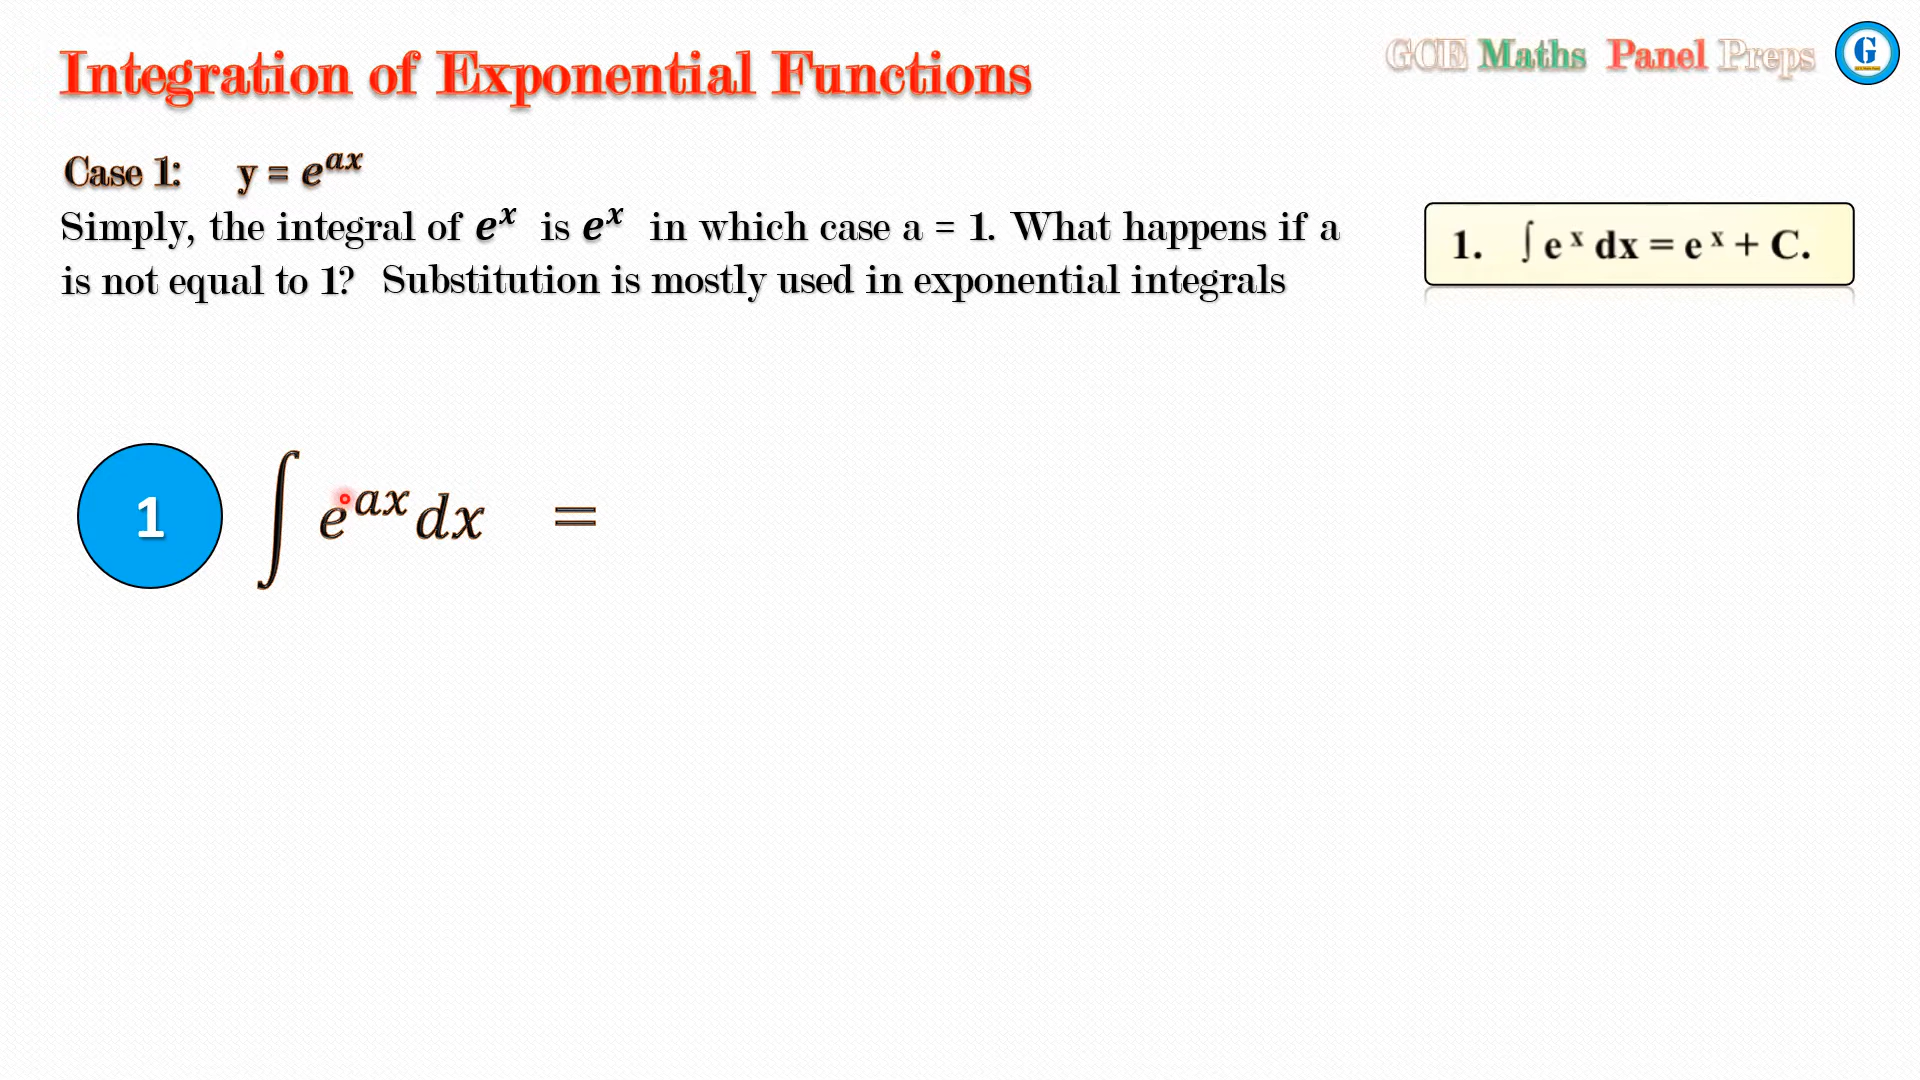 Integration of Exponential Functions
GCE Maths Panel Preps
G
Case 1: y = e^{ax}
Simply, the integral of e^x is e^x in which case a = 1. What happens if a
is not equal to 1? Substitution is mostly used in exponential integrals
1. ∫ e^x dx = e^x + C.
1
∫ e^{ax} dx =